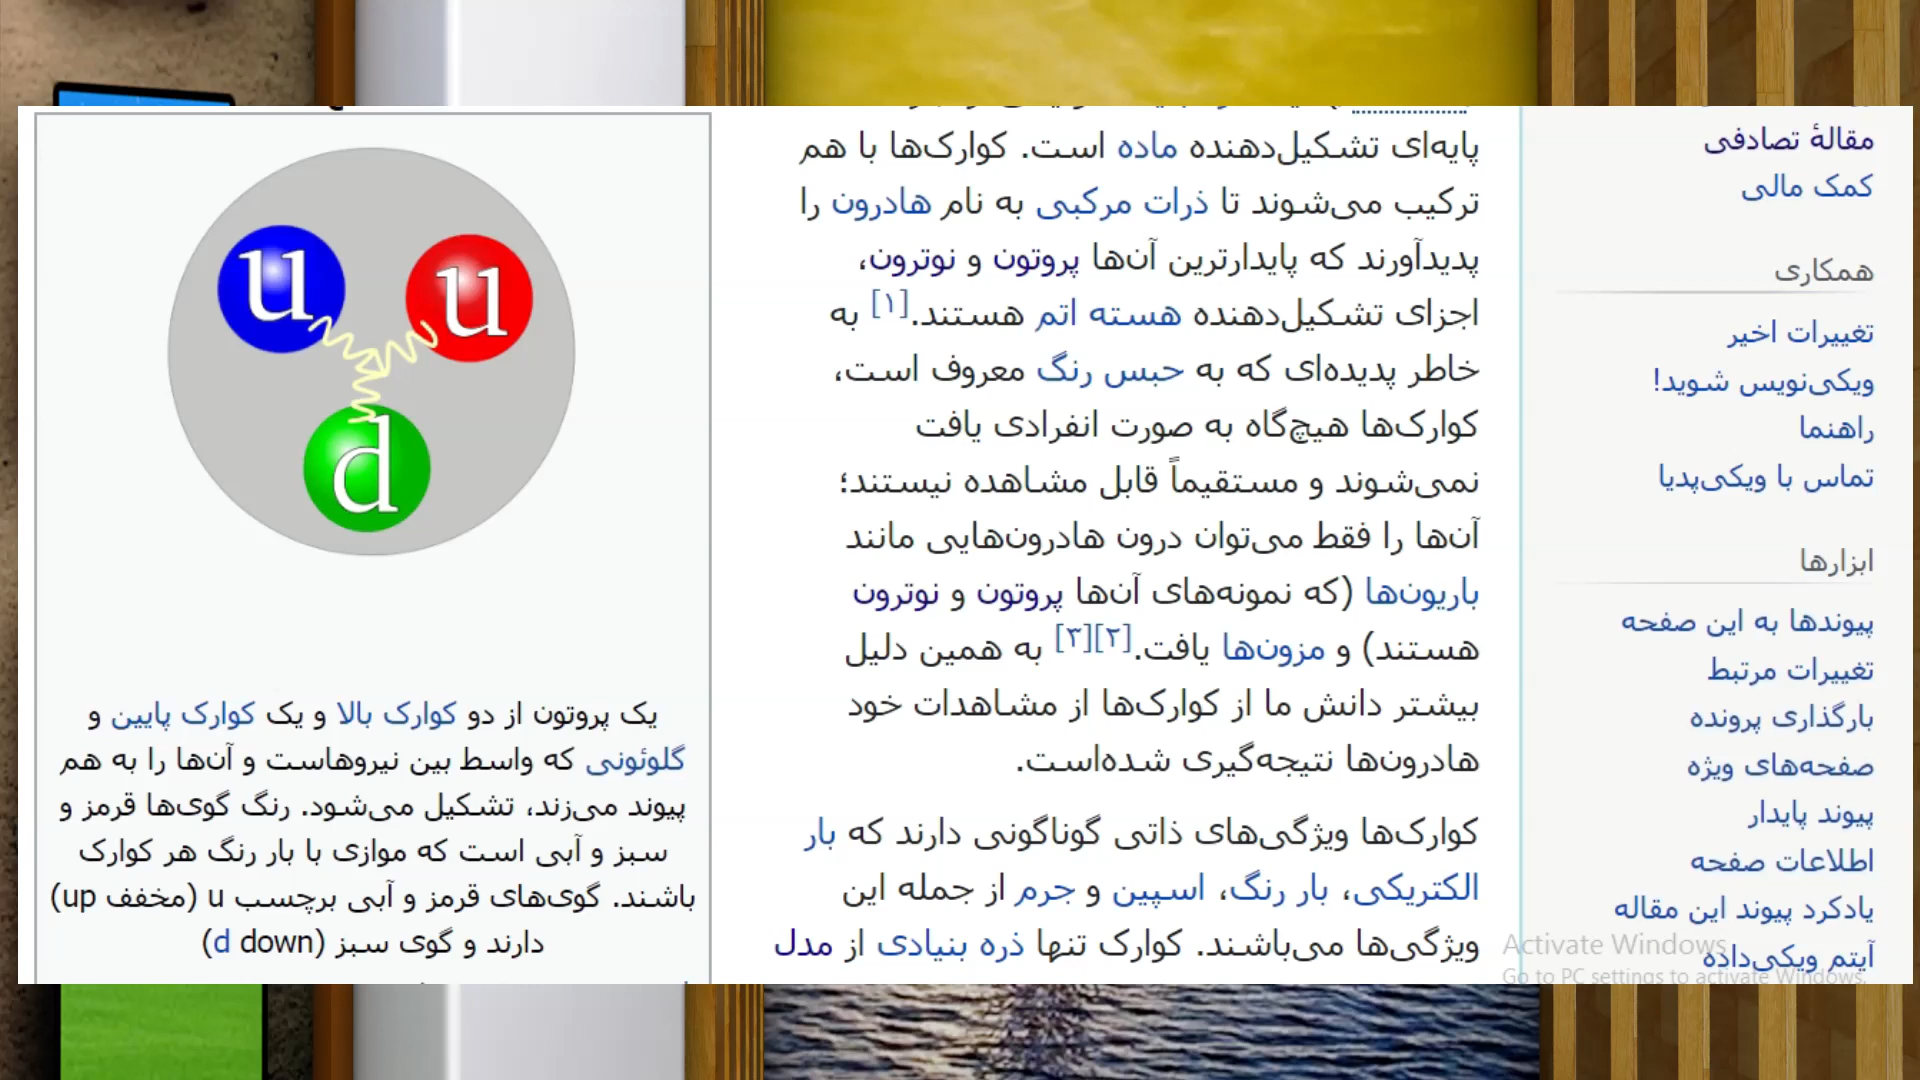 مقالهٔ تصادفی
کمک مالی
همکاری
تغییرات اخیر
ویکی‌نویس شوید!
راهنما
تماس با ویکی‌پدیا
ابزارها
پیوندها به این صفحه
تغییرات مرتبط
بارگذاری پرونده
صفحه‌های ویژه
پیوند پایدار
اطلاعات صفحه
یادکرد پیوند این مقاله
آیتم ویکی‌داده
پایه‌ای تشکیل‌دهنده ماده است. کوارک‌ها با هم
ترکیب می‌شوند تا ذرات مرکبی به نام هادرون را
پدیدآورند که پایدارترین آن‌ها پروتون و نوترون،
اجزای تشکیل‌دهنده هسته اتم هستند.[۱] به
خاطر پدیده‌ای که به حبس رنگ معروف است،
کوارک‌ها هیچ‌گاه به صورت انفرادی یافت
نمی‌شوند و مستقیماً قابل مشاهده نیستند؛
آن‌ها را فقط می‌توان درون هادرون‌هایی مانند
باریون‌ها (که نمونه‌های آن‌ها پروتون و نوترون
هستند) و مزون‌ها یافت.[۲][۳] به همین دلیل
بیشتر دانش ما از کوارک‌ها از مشاهدات خود
هادرون‌ها نتیجه‌گیری شده‌است.
کوارک‌ها ویژگی‌های ذاتی گوناگونی دارند که بار
الکتریکی، بار رنگ، اسپین و جرم از جمله این
ویژگی‌ها می‌باشند. کوارک تنها ذره بنیادی از مدل
u
u
d
یک پروتون از دو کوارک بالا و یک کوارک پایین و
گلوئونی که واسط بین نیروهاست و آن‌ها را به هم
پیوند می‌زند، تشکیل می‌شود. رنگ گوی‌ها قرمز و
سبز و آبی است که موازی با بار رنگ هر کوارک
باشند. گوی‌های قرمز و آبی برچسب u (مخفف up)
دارند و گوی سبز (d down)
Activate Windows
Go to PC settings to activate Windows.